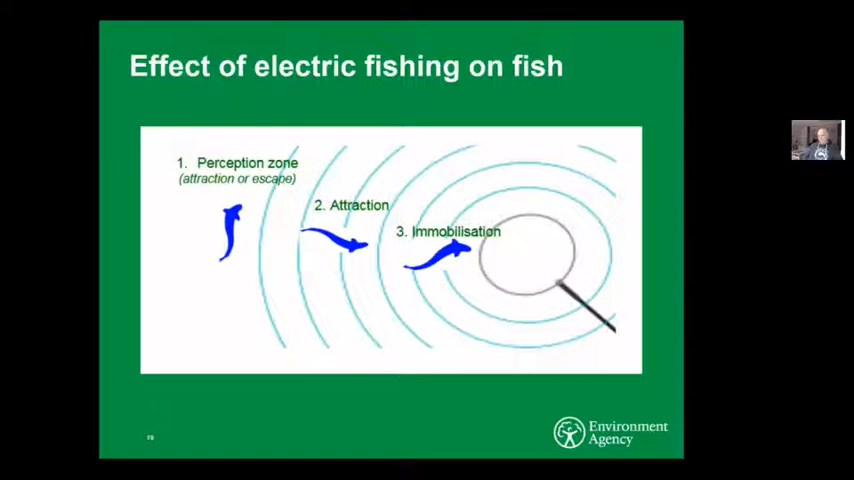 Effect of electric fishing on fish
1. Perception zone
(attraction or escape)
2. Attraction
3. Immobilisation
Environment
Agency